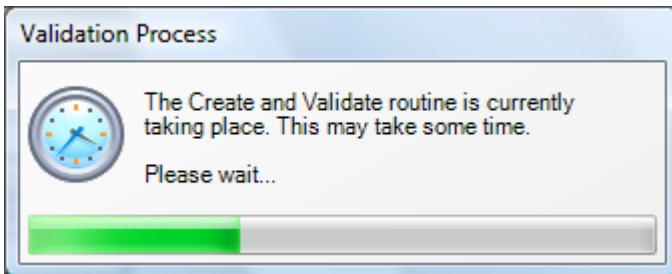 Validation Process
The Create and Validate routine is currently
taking place. This may take some time.
Please wait...